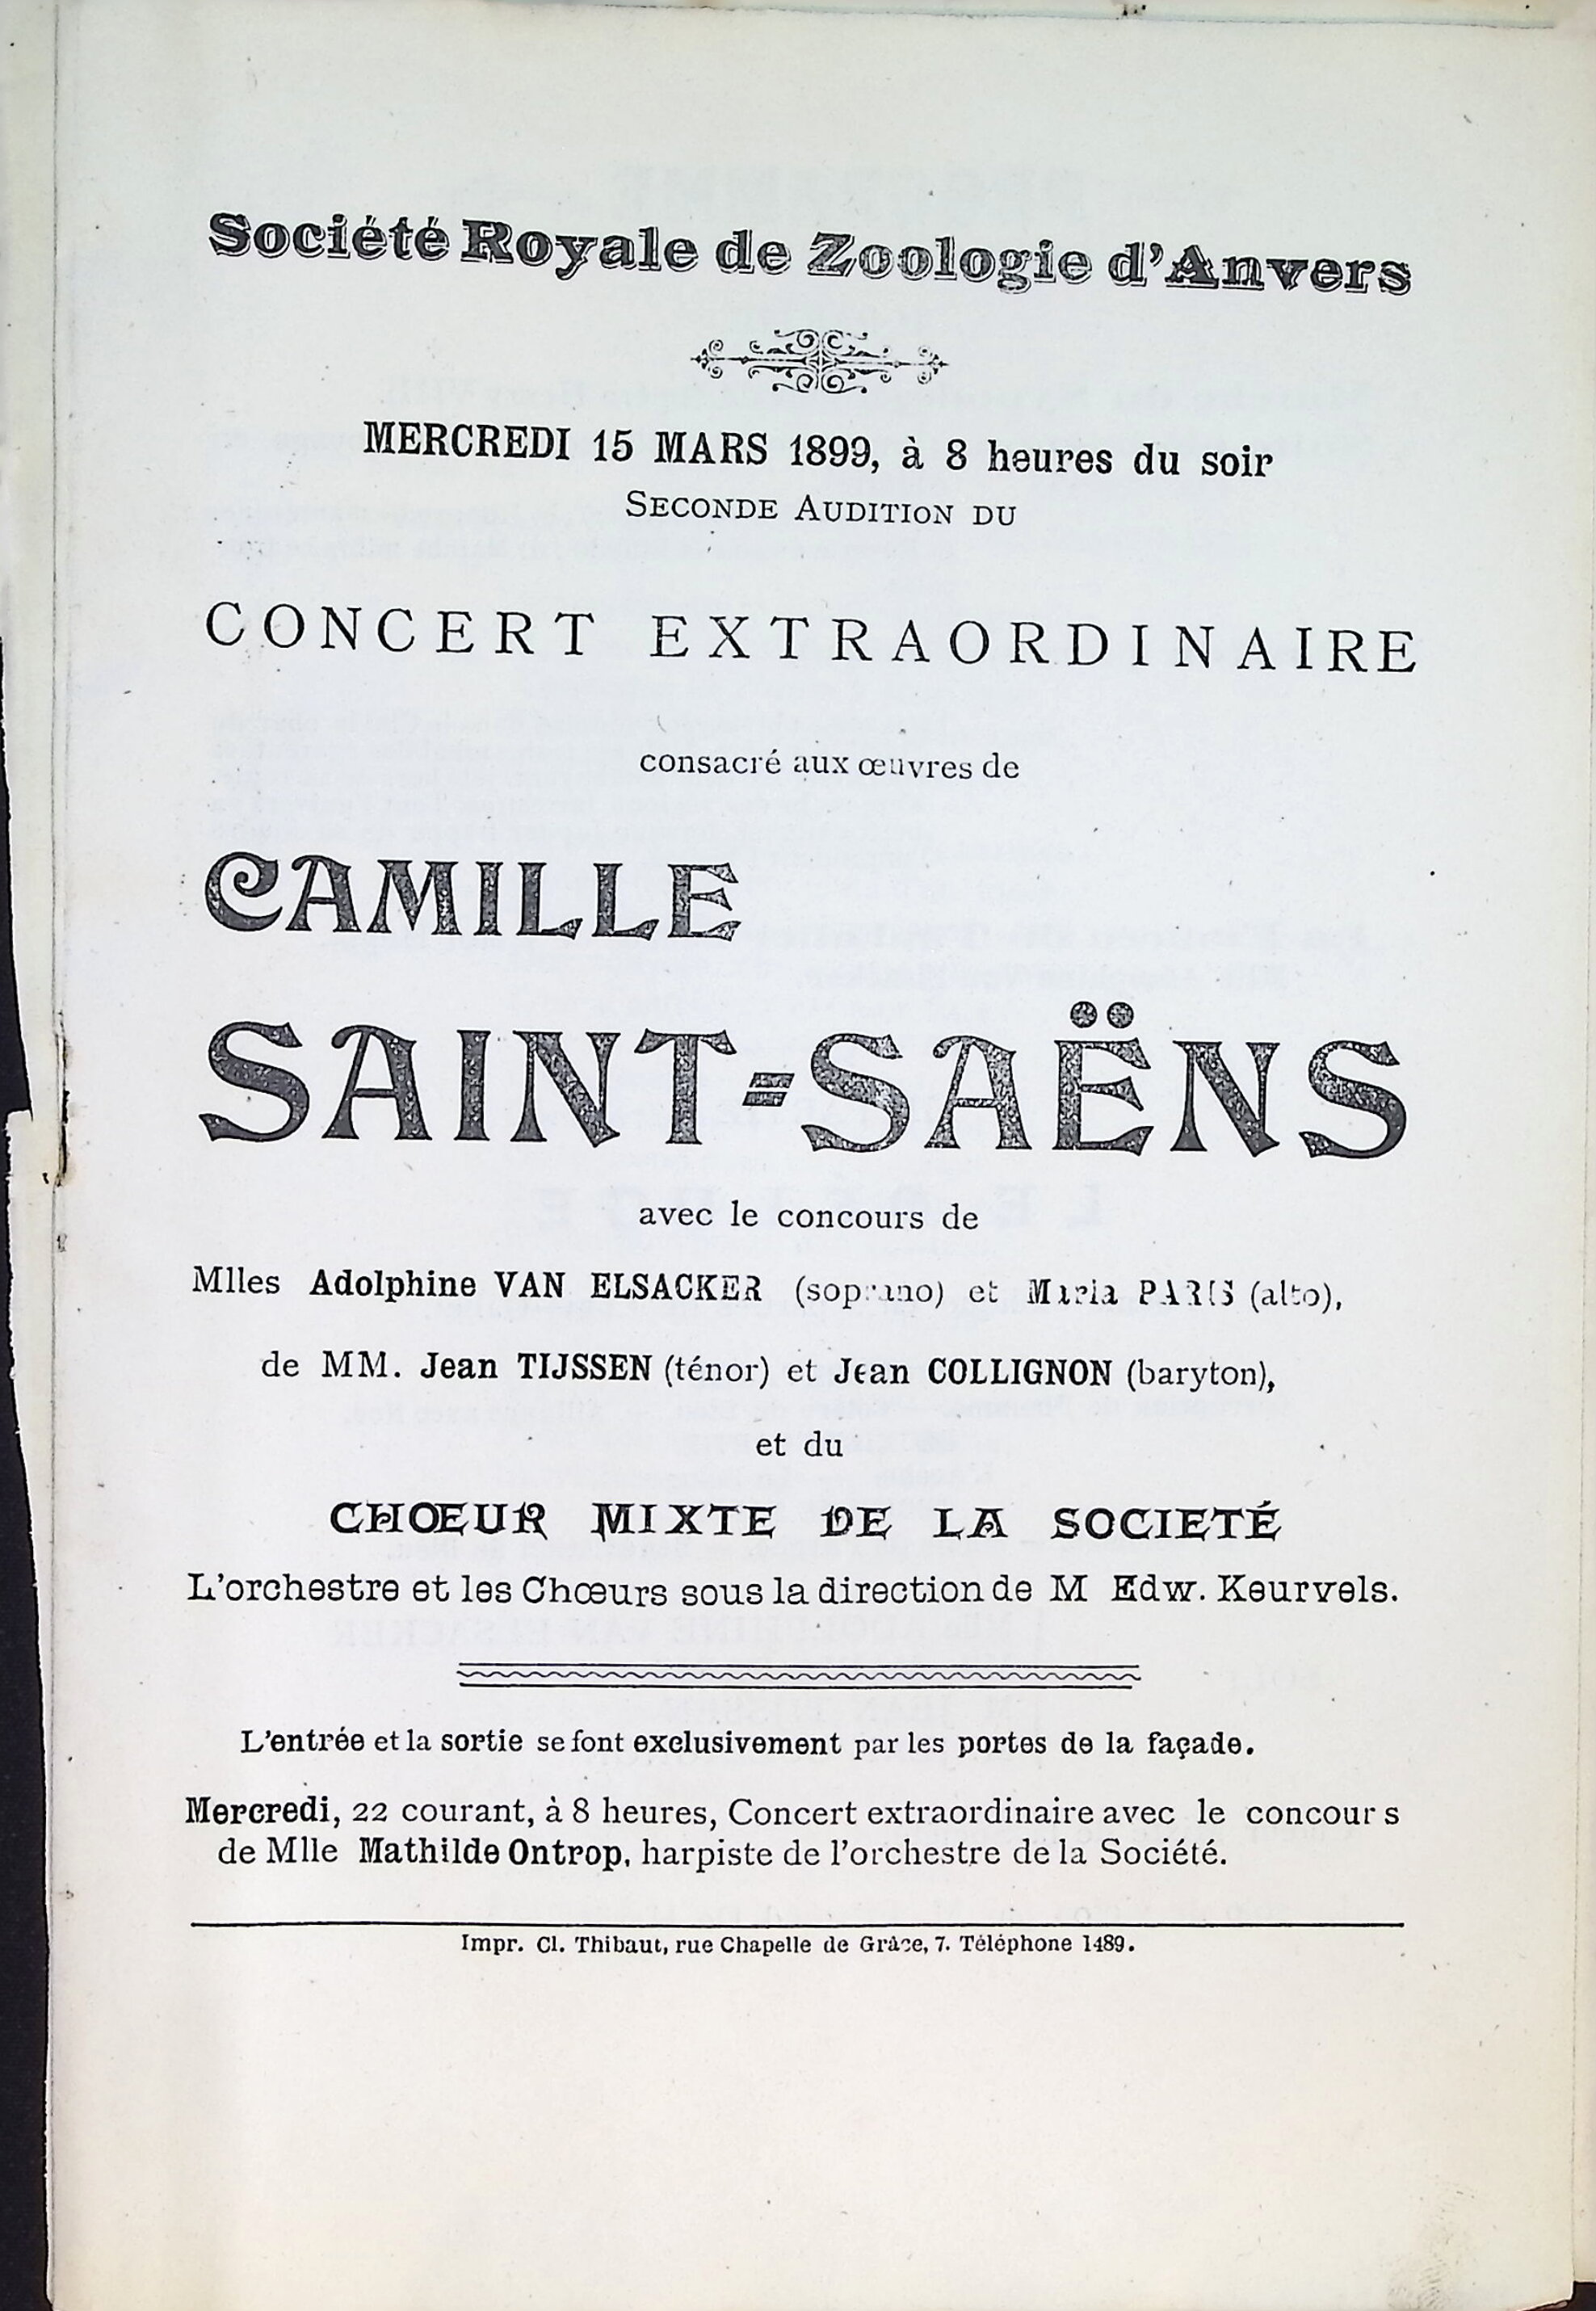 Société Royale de Zoologie d'Anvers
MERCREDI 15 MARS 1899, à 8 heures du soir
SECONDE AUDITION DU
CONCERT EXTRAORDINAIRE
consacré aux œuvres de
CAMILLE
SAINT-SAËNS
avec le concours de
Mlles Adolphine VAN ELSACKER (soprano) et Maria PARIS (alto),
de MM. Jean TIJSSEN (ténor) et Jean COLLIGNON (baryton),
et du
CHŒUR MIXTE DE LA SOCIETÉ
L'orchestre et les Chœurs sous la direction de M Edw. Keurvels.
L'entrée et la sortie se font exclusivement par les portes de la façade.
Mercredi, 22 courant, à 8 heures, Concert extraordinaire avec le concours
de Mlle Mathilde Ontrop, harpiste de l'orchestre de la Société.
Impr. Cl. Thibaut, rue Chapelle de Grâce, 7. Téléphone 1489.